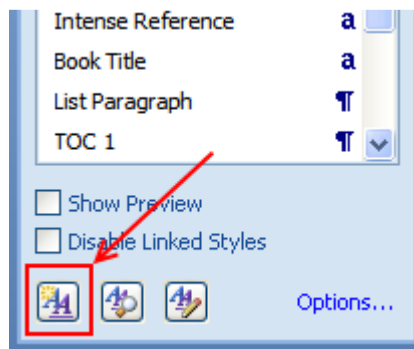 Intense Reference a
Book Title a
List Paragraph ¶
TOC 1 ¶
Show Preview
Disable Linked Styles
Options...